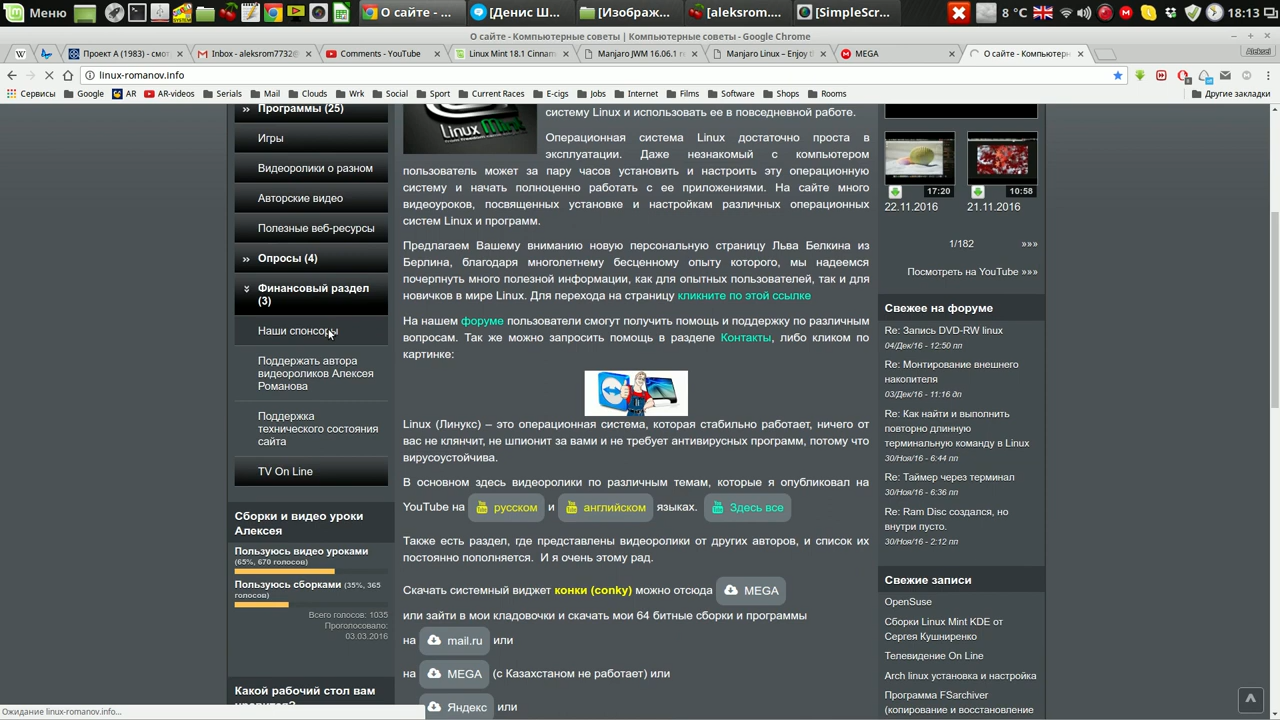 Меню
О сайте - ...
[Денис Ш...
[Изображ...
[aleksrom....
[SimpleScr...
8 °C
18:13
О сайте - Компьютерные советы | Компьютерные советы - Google Chrome
Проект А (1983) - смот
Inbox - aleksrom7732@
Comments - YouTube
Linux Mint 18.1 Cinnam
Manjaro JWM 16.06.1 r
Manjaro Linux – Enjoy t
MEGA
О сайте - Компьютерн
Aleksei
linux-romanov.info
Сервисы
Google
AR
AR-videos
Serials
Mail
Clouds
Wrk
Social
Sport
Current Races
E-cigs
Jobs
Internet
Films
Software
Shops
Rooms
Другие закладки
Программы (25)
Игры
Видеоролики о разном
Авторские видео
Полезные веб-ресурсы
Опросы (4)
Финансовый раздел
(3)
Наши спонсоры
Поддержать автора
видеороликов Алексея
Романова
Поддержка
технического состояния
сайта
TV On Line
Сборки и видео уроки
Алексея
Пользуюсь видео уроками
(65%, 670 голосов)
Пользуюсь сборками (35%, 365
голосов)
Всего голосов: 1035
Проголосовало:
03.03.2016
Какой рабочий стол вам
Linux Mint
систему Linux и использовать ее в повседневной работе.
Операционная система Linux достаточно проста в
эксплуатации. Даже незнакомый с компьютером
пользователь может за пару часов установить и настроить эту операционную
систему и начать полноценно работать с ее приложениями. На сайте много
видеоуроков, посвященных установке и настройкам различных операционных
систем Linux и программ.
Предлагаем Вашему вниманию новую персональную страницу Льва Белкина из
Берлина, благодаря многолетнему бесценному опыту которого, мы надеемся
почерпнуть много полезной информации, как для опытных пользователей, так и для
новичков в мире Linux. Для перехода на страницу кликните по этой ссылке
На нашем форуме пользователи смогут получить помощь и поддержку по различным
вопросам. Так же можно запросить помощь в разделе Контакты, либо кликом по
картинке:
Linux (Линукс) – это операционная система, которая стабильно работает, ничего от
вас не клянчит, не шпионит за вами и не требует антивирусных программ, потому что
вирусоустойчива.
В основном здесь видеоролики по различным темам, которые я опубликовал на
YouTube на русском и английском языках. Здесь все
Также есть раздел, где представлены видеоролики от других авторов, и список их
постоянно пополняется. И я очень этому рад.
Скачать системный виджет конки (conky) можно отсюда MEGA
или зайти в мои кладовочки и скачать мои 64 битные сборки и программы
на mail.ru или
на MEGA (с Казахстаном не работает) или
Яндекс или
17:20
10:58
22.11.2016
21.11.2016
1/182
»»»
Посмотреть на YouTube »»»
Свежее на форуме
Re: Запись DVD-RW linux
04/Дек/16 - 12:50 пп
Re: Монтирование внешнего
накопителя
03/Дек/16 - 11:16 дп
Re: Как найти и выполнить
повторно длинную
терминальную команду в Linux
30/Ноя/16 - 6:44 пп
Re: Таймер через терминал
30/Ноя/16 - 6:36 пп
Re: Ram Disc создался, но
внутри пусто.
30/Ноя/16 - 2:12 пп
Свежие записи
OpenSuse
Сборки Linux Mint KDE от
Сергея Кушниренко
Телевидение On Line
Arch linux установка и настройка
Программа FSarchiver
(копирование и восстановление
Ожидание linux-romanov.info...